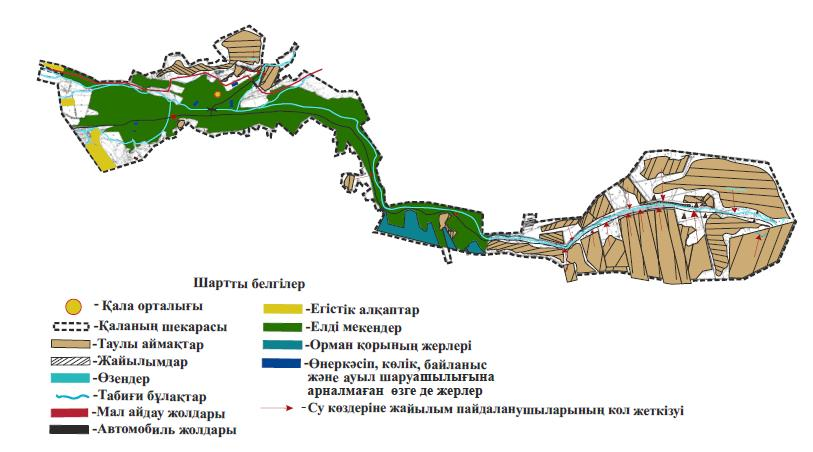 Шартты белгілер
- Қала орталығы
-Қаланың шекарасы
-Таулы аймақтар
-Жайылымдар
-Өзендер
-Табиғи бұлақтар
-Мал айдау жолдары
-Автомобиль жолдары
-Егістік алқаптар
-Елді мекендер
-Орман қорының жерлері
-Өнеркәсіп, көлік, байланыс
және ауыл шаруашылығына
арналмаған өзге де жерлер
- Су көздеріне жайылым пайдаланушыларының кол жеткізуі